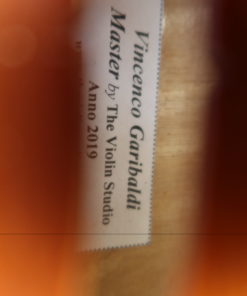 Vincenco Garibaldi
Master by The Violin Studio
Anno 2019